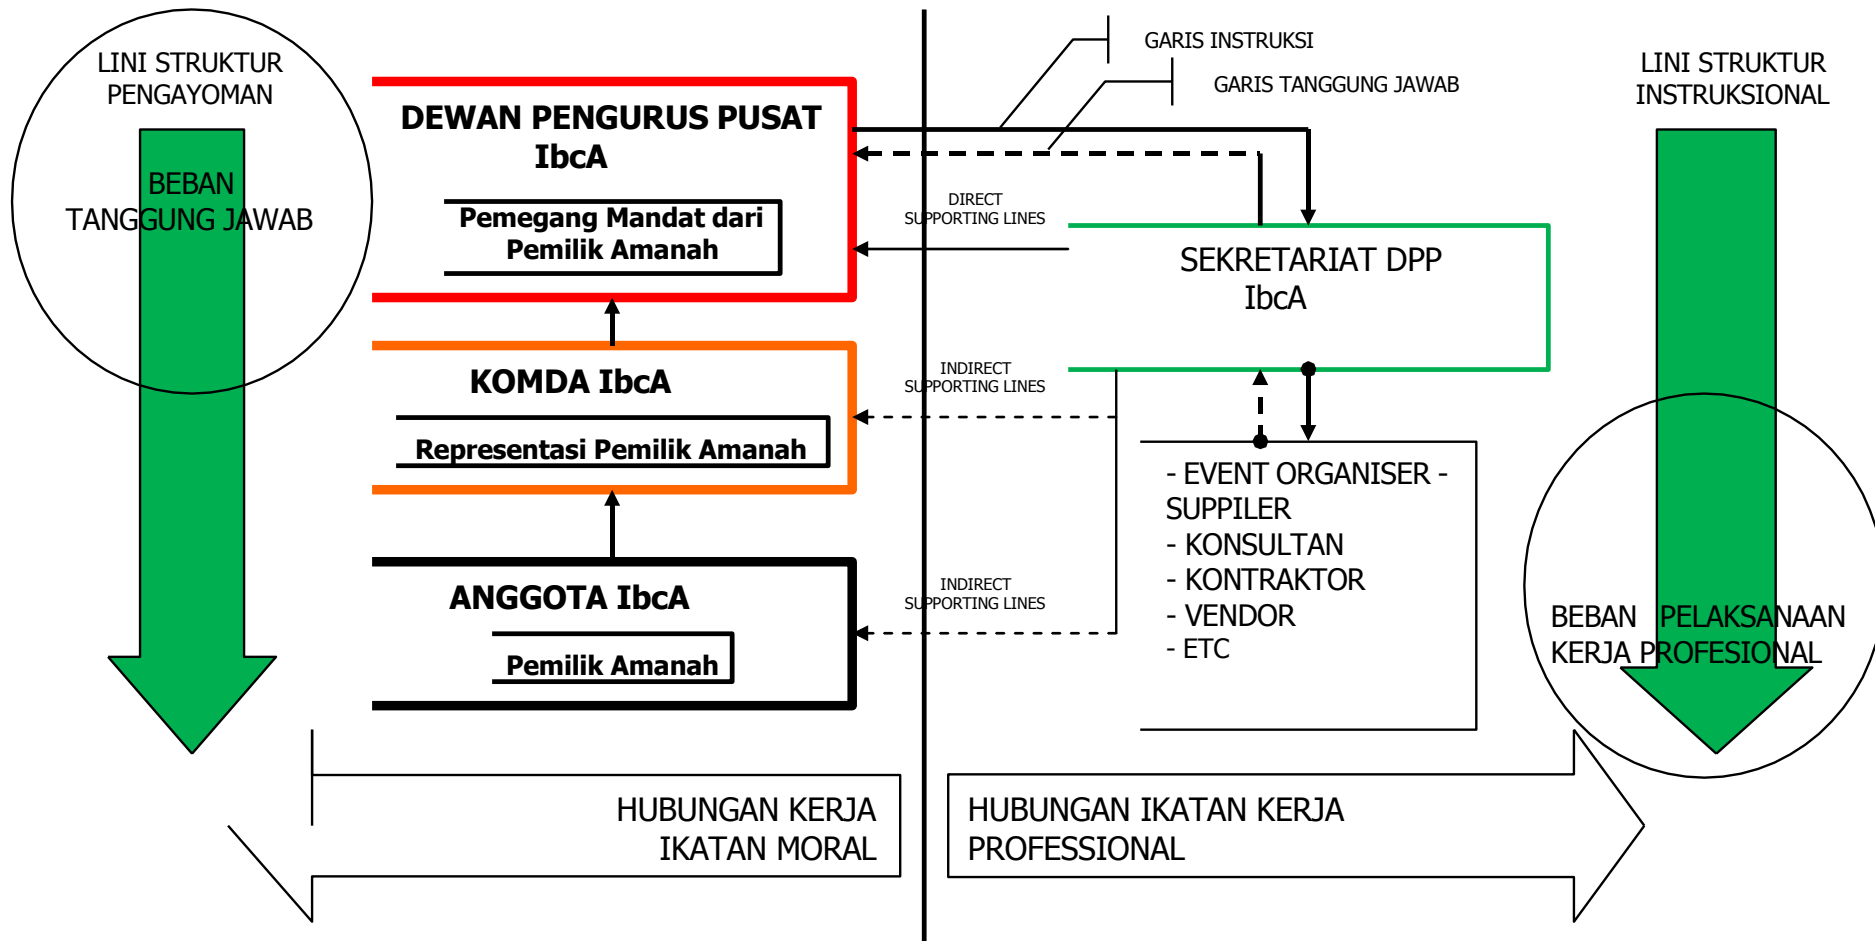 LINI STRUKTUR
PENGAYOMAN
BEBAN
TANGGUNG JAWAB
DEWAN PENGURUS PUSAT
IbcA
Pemegang Mandat dari
Pemilik Amanah
KOMDA IbcA
Representasi Pemilik Amanah
ANGGOTA IbcA
Pemilik Amanah
HUBUNGAN KERJA
IKATAN MORAL
GARIS INSTRUKSI
GARIS TANGGUNG JAWAB
DIRECT
SUPPORTING LINES
INDIRECT
SUPPORTING LINES
INDIRECT
SUPPORTING LINES
SEKRETARIAT DPP
IbcA
- EVENT ORGANISER -
SUPPILER
- KONSULTAN
- KONTRAKTOR
- VENDOR
- ETC
LINI STRUKTUR
INSTRUKSIONAL
BEBAN PELAKSANAAN
KERJA PROFESIONAL
HUBUNGAN IKATAN KERJA
PROFESSIONAL